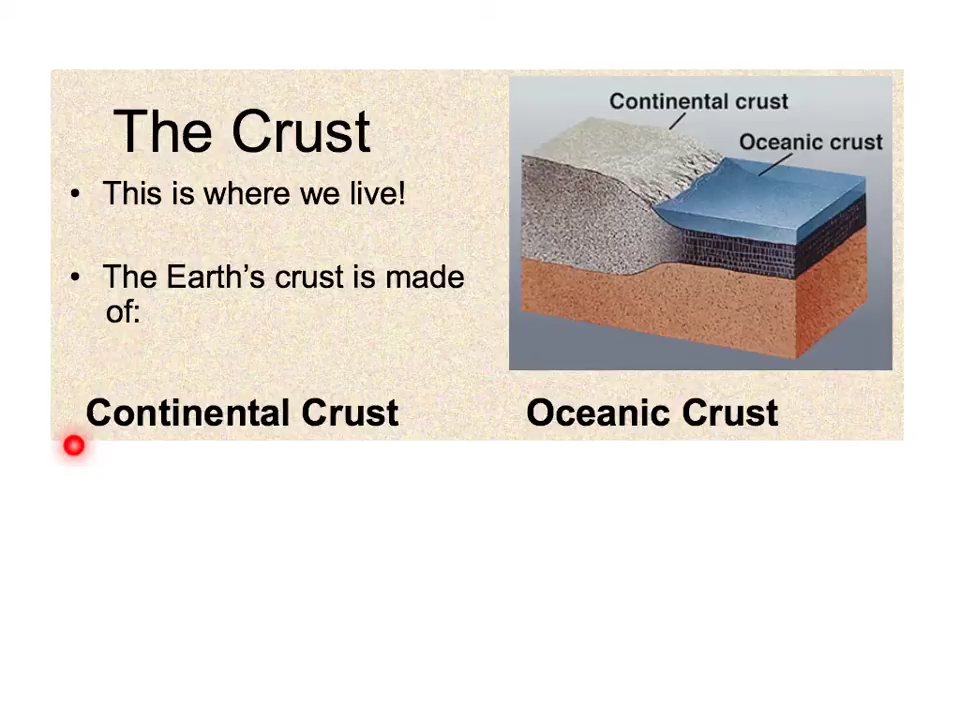 The Crust
• This is where we live!
• The Earth’s crust is made
of:
Continental crust
Oceanic crust
Continental Crust
Oceanic Crust